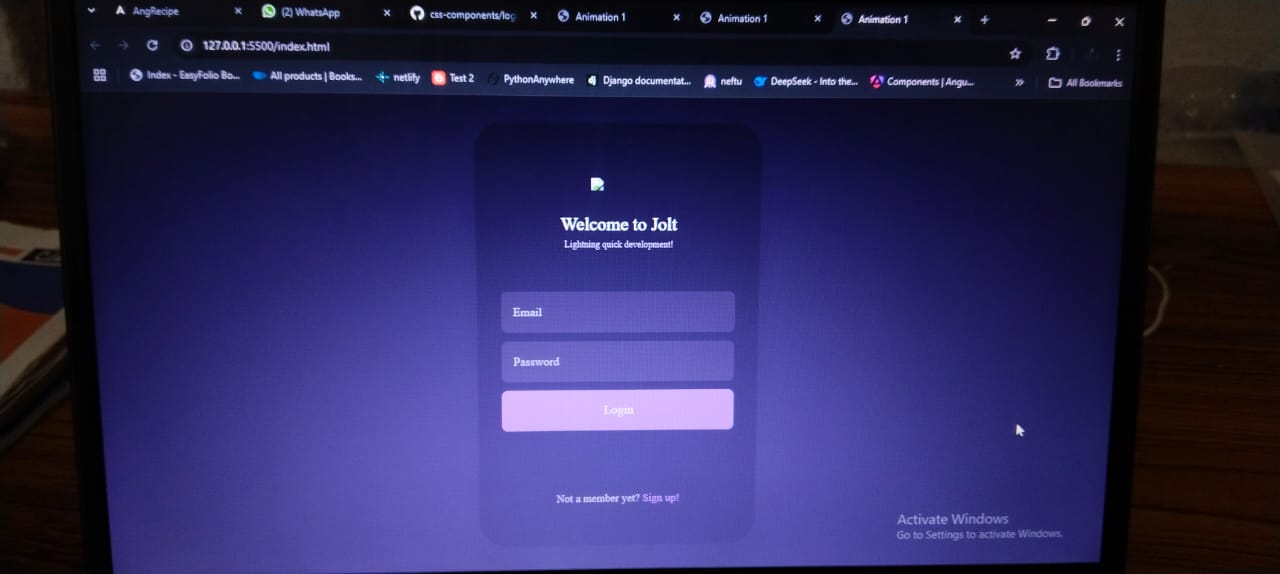 AngRecipe
(2) WhatsApp
css-components/log
Animation 1
Animation 1
Animation 1
127.0.0.1:5500/index.html
Index - EasyFolio Bo...
All products | Books...
netlify
Test 2
PythonAnywhere
Django documentat...
neftu
DeepSeek - Into the...
Components | Angu...
All Bookmarks
Welcome to Jolt
Lightning quick development!
Email
Password
Login
Not a member yet? Sign up!
Activate Windows
Go to Settings to activate Windows.